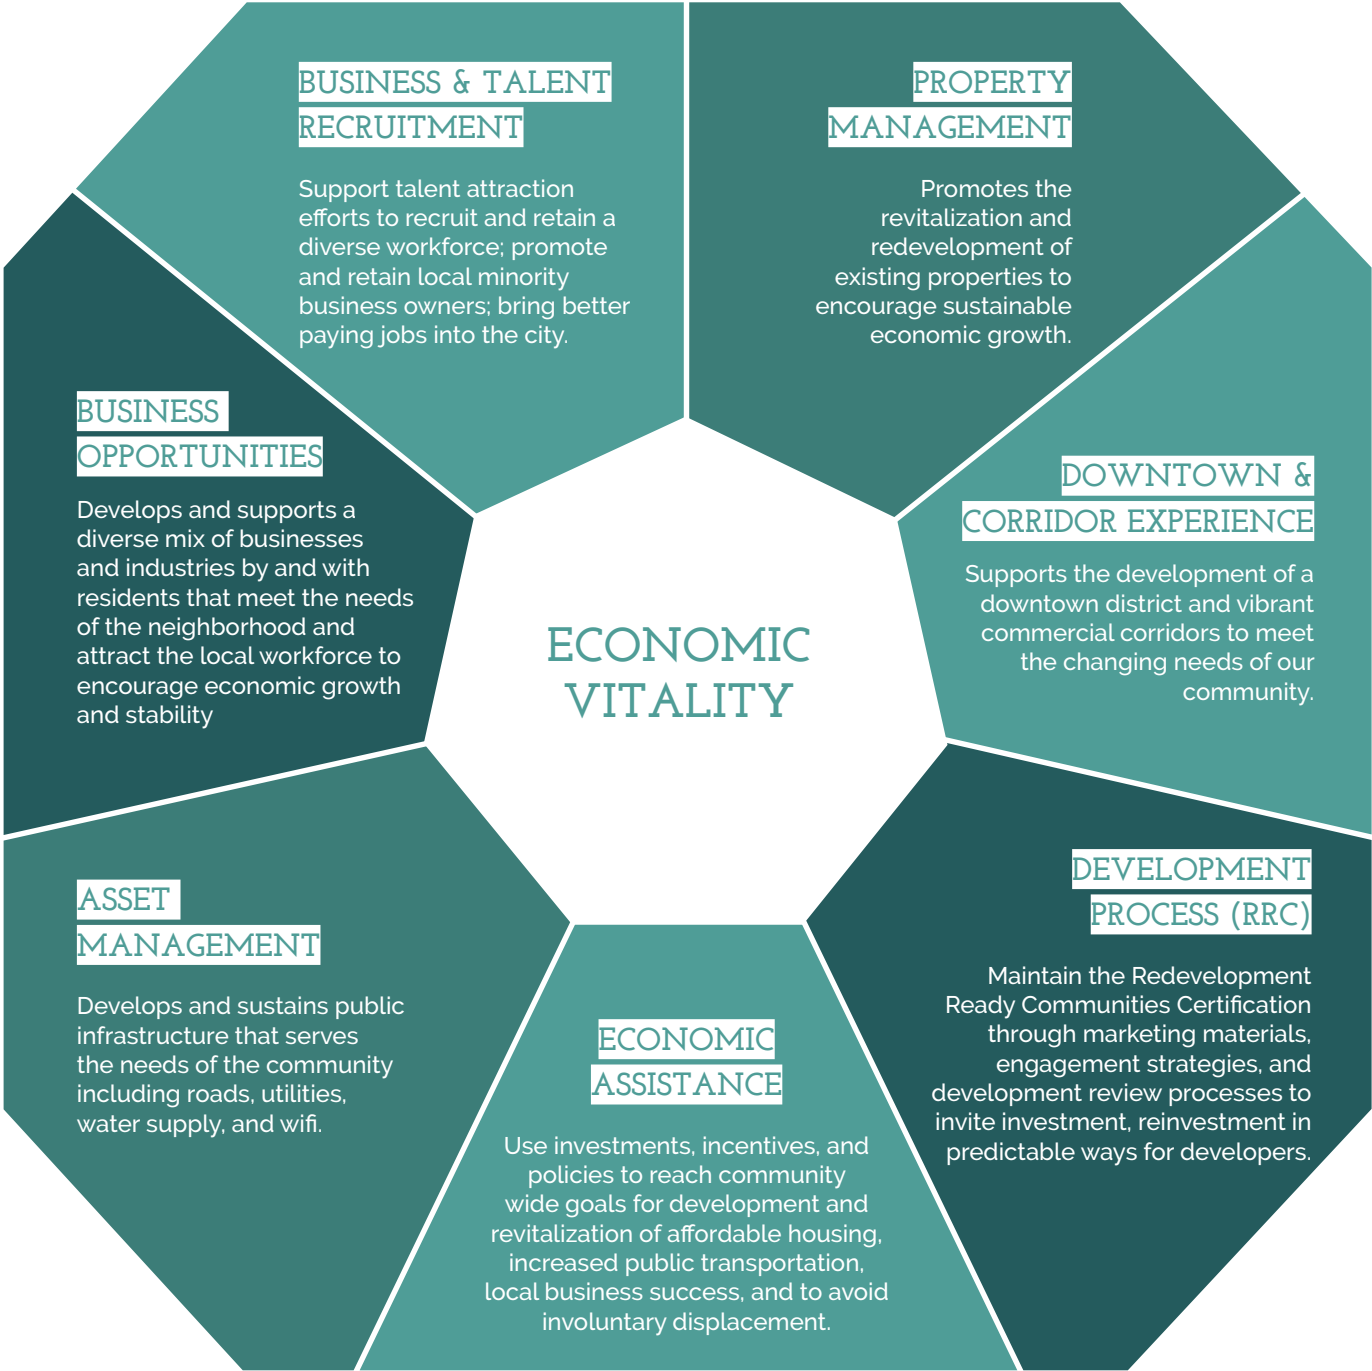 BUSINESS & TALENT
RECRUITMENT
Support talent attraction
efforts to recruit and retain a
diverse workforce; promote
and retain local minority
business owners; bring better
paying jobs into the city.
PROPERTY
MANAGEMENT
Promotes the
revitalization and
redevelopment of
existing properties to
encourage sustainable
economic growth.
BUSINESS
OPPORTUNITIES
Develops and supports a
diverse mix of businesses
and industries by and with
residents that meet the needs
of the neighborhood and
attract the local workforce to
encourage economic growth
and stability
DOWNTOWN &
CORRIDOR EXPERIENCE
Supports the development of a
downtown district and vibrant
commercial corridors to meet
the changing needs of our
community.
ECONOMIC
VITALITY
ASSET
MANAGEMENT
Develops and sustains public
infrastructure that serves
the needs of the community
including roads, utilities,
water supply, and wifi.
DEVELOPMENT
PROCESS (RRC)
Maintain the Redevelopment
Ready Communities Certification
through marketing materials,
engagement strategies, and
development review processes to
invite investment, reinvestment in
predictable ways for developers.
ECONOMIC
ASSISTANCE
Use investments, incentives, and
policies to reach community
wide goals for development and
revitalization of affordable housing,
increased public transportation,
local business success, and to avoid
involuntary displacement.